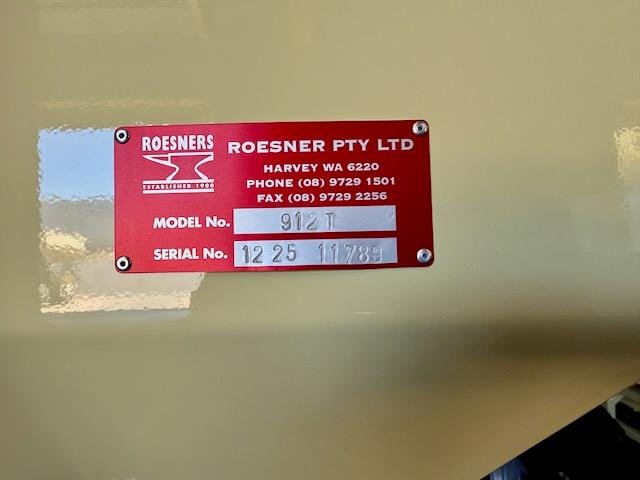 ROESNERS
ESTABLISHED 1900
ROESNER PTY LTD
HARVEY WA 6220
PHONE (08) 9729 1501
FAX (08) 9729 2256
MODEL No. 912 T
SERIAL No. 12 25 11789